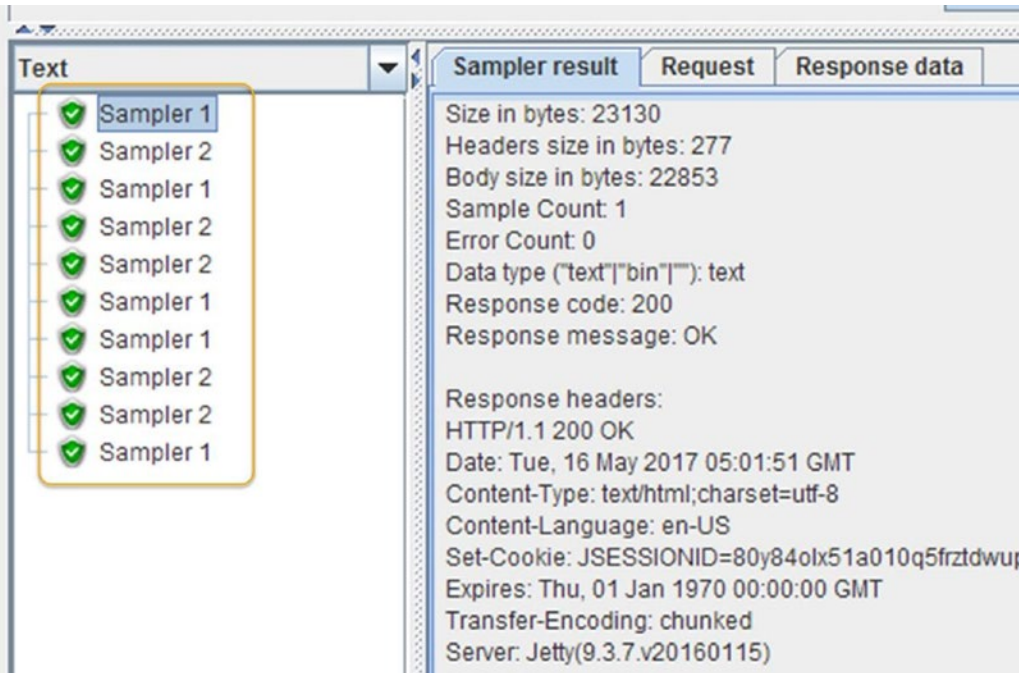 Text
Sampler 1
Sampler 2
Sampler 1
Sampler 2
Sampler 2
Sampler 1
Sampler 1
Sampler 2
Sampler 2
Sampler 1
Sampler result Request Response data
Size in bytes: 23130
Headers size in bytes: 277
Body size in bytes: 22853
Sample Count: 1
Error Count: 0
Data type ("text"|"bin"|""): text
Response code: 200
Response message: OK
Response headers:
HTTP/1.1 200 OK
Date: Tue, 16 May 2017 05:01:51 GMT
Content-Type: text/html;charset=utf-8
Content-Language: en-US
Set-Cookie: JSESSIONID=80y84olx51a010q5frztdwup
Expires: Thu, 01 Jan 1970 00:00:00 GMT
Transfer-Encoding: chunked
Server: Jetty(9.3.7.v20160115)